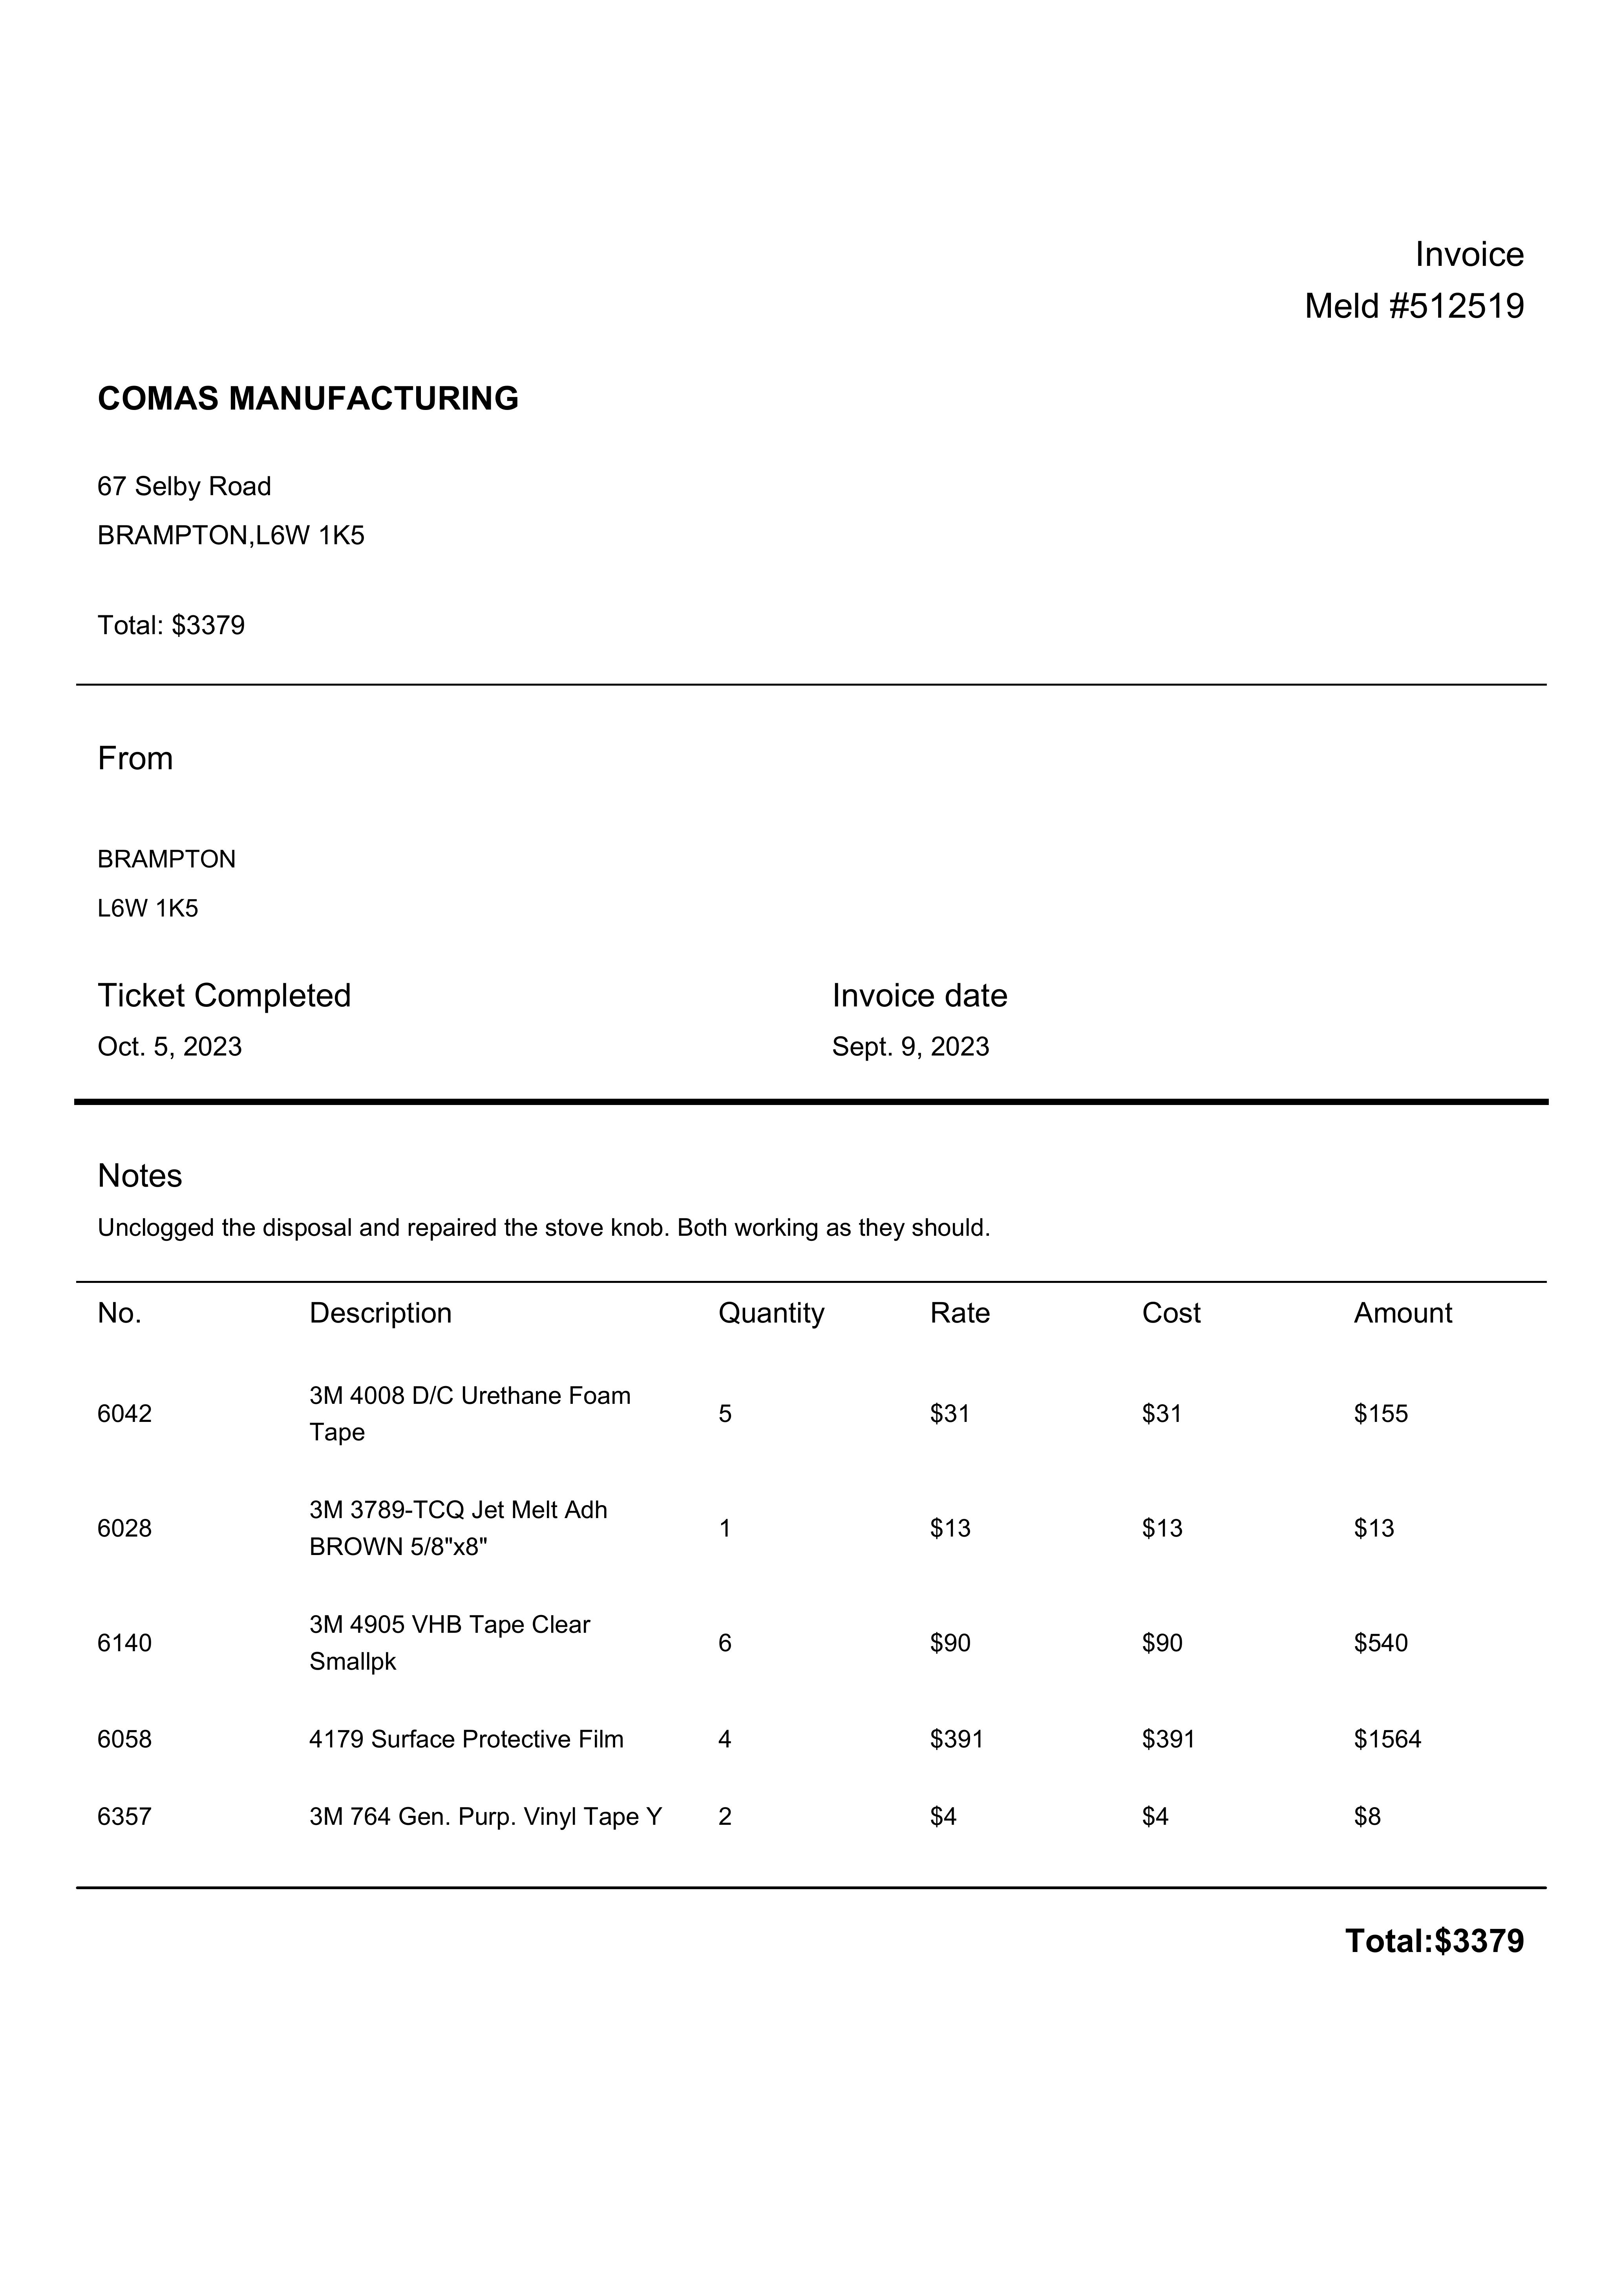 Invoice
Meld #512519
COMAS MANUFACTURING
67 Selby Road
BRAMPTON,L6W 1K5
Total: $3379
From
BRAMPTON
L6W 1K5
Ticket Completed Invoice date
Oct. 5, 2023 Sept. 9, 2023
Notes
Unclogged the disposal and repaired the stove knob. Both working as they should.
No. Description Quantity Rate Cost Amount
6042 3M 4008 D/C Urethane Foam 5 $31 $31 $155
Tape
6028 3M 3789-TCQ Jet Melt Adh 1 $13 $13 $13
BROWN 5/8"x8"
6140 3M 4905 VHB Tape Clear 6 $90 $90 $540
Smallpk
6058 4179 Surface Protective Film 4 $391 $391 $1564
6357 3M 764 Gen. Purp. Vinyl Tape Y 2 $4 $4 $8
Total:$3379